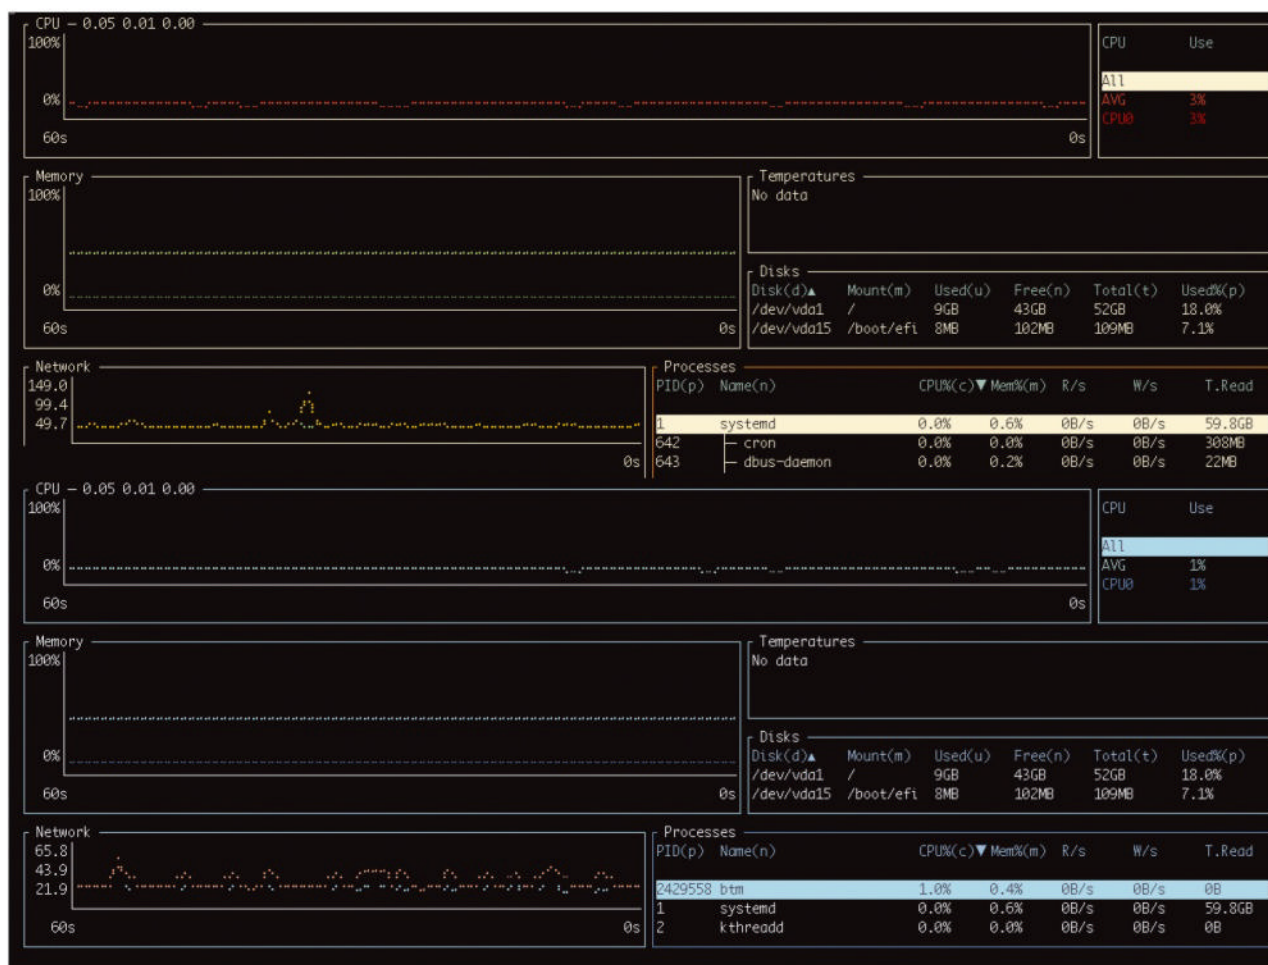 CPU — 0.05 0.01 0.00
100%
0%
60s 0s
CPU Use
All
AVG 3%
CPU0 3%
Memory
100%
0%
60s 0s
Temperatures
No data
Disks
Disk(d)▲ Mount(m) Used(u) Free(n) Total(t) Used%(p)
/dev/vda1 / 9GB 43GB 52GB 18.0%
/dev/vda15 /boot/efi 8MB 102MB 109MB 7.1%
Network
149.0
99.4
49.7
0s
Processes
PID(p) Name(n) CPU%(c)▼ Mem%(m) R/s W/s T.Read
1 systemd 0.0% 0.6% 0B/s 0B/s 59.8GB
642 ├─ cron 0.0% 0.0% 0B/s 0B/s 308MB
643 ├─ dbus-daemon 0.0% 0.2% 0B/s 0B/s 22MB
CPU — 0.05 0.01 0.00
100%
0%
60s 0s
CPU Use
All
AVG 1%
CPU0 1%
Memory
100%
0%
60s 0s
Temperatures
No data
Disks
Disk(d)▲ Mount(m) Used(u) Free(n) Total(t) Used%(p)
/dev/vda1 / 9GB 43GB 52GB 18.0%
/dev/vda15 /boot/efi 8MB 102MB 109MB 7.1%
Network
65.8
43.9
21.9
60s 0s
Processes
PID(p) Name(n) CPU%(c)▼ Mem%(m) R/s W/s T.Read
2429558 btm 1.0% 0.4% 0B/s 0B/s 0B
1 systemd 0.0% 0.6% 0B/s 0B/s 59.8GB
2 kthreadd 0.0% 0.0% 0B/s 0B/s 0B